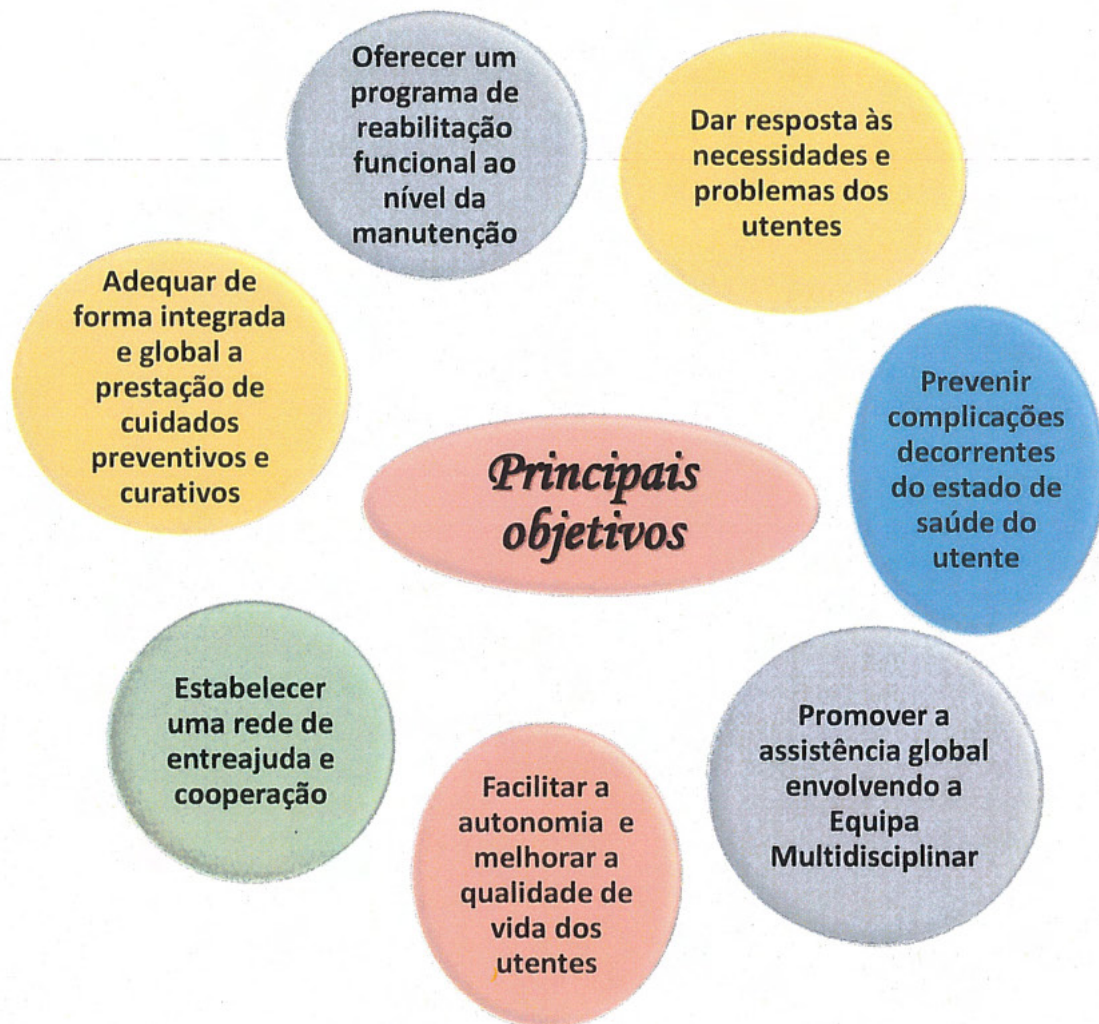 Oferecer um
programa de
reabilitação
funcional ao
nível da
manutenção
Dar resposta às
necessidades e
problemas dos
utentes
Adequar de
forma integrada
e global a
prestação de
cuidados
preventivos e
curativos
Principais
objetivos
Prevenir
complicações
decorrentes
do estado de
saúde do
utente
Estabelecer
uma rede de
entreajuda e
cooperação
Facilitar a
autonomia e
melhorar a
qualidade de
vida dos
utentes
Promover a
assistência global
envolvendo a
Equipa
Multidisciplinar